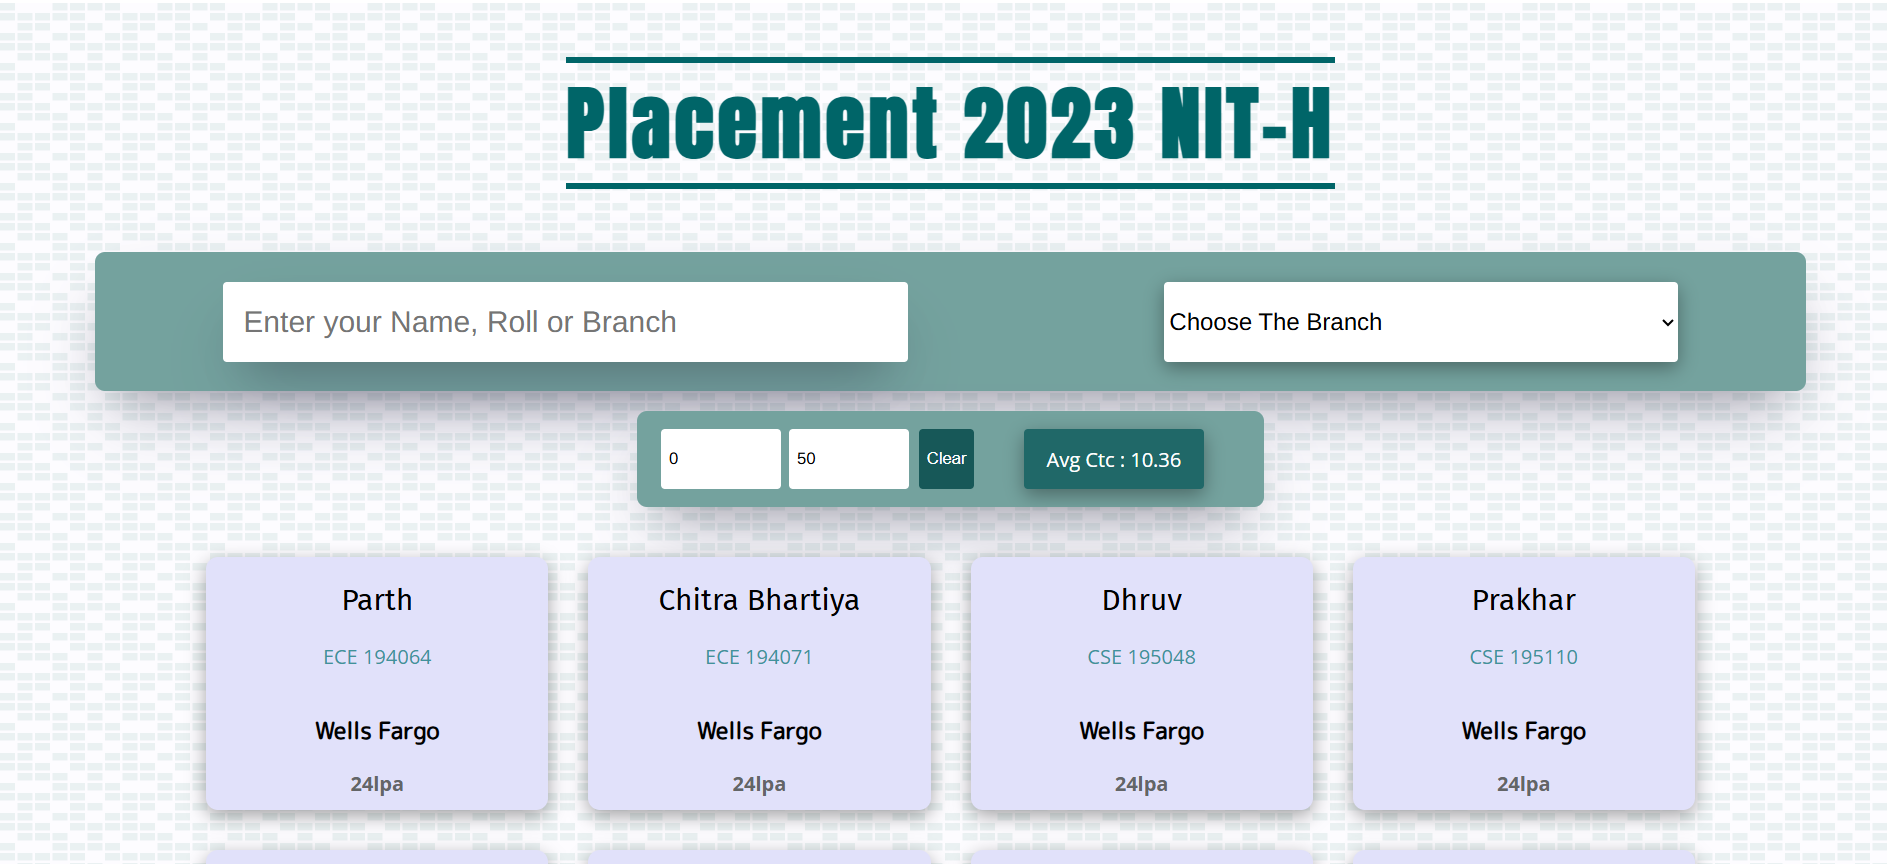 Placement 2023 NIT-H
Enter your Name, Roll or Branch
Choose The Branch
0
50
Clear
Avg Ctc : 10.36
Parth
ECE 194064
Wells Fargo
24lpa
Chitra Bhartiya
ECE 194071
Wells Fargo
24lpa
Dhruv
CSE 195048
Wells Fargo
24lpa
Prakhar
CSE 195110
Wells Fargo
24lpa